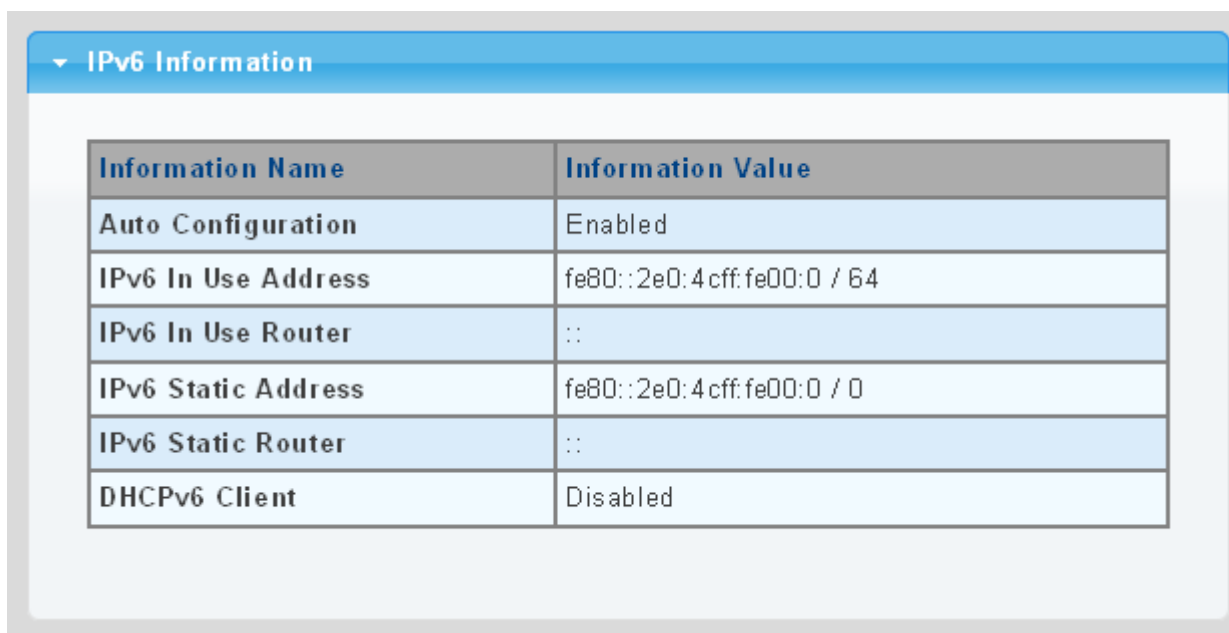 IPv6 Information
Information Name Information Value
Auto Configuration Enabled
IPv6 In Use Address fe80::2e0:4cff:fe00:0 / 64
IPv6 In Use Router ::
IPv6 Static Address fe80::2e0:4cff:fe00:0 / 0
IPv6 Static Router ::
DHCPv6 Client Disabled